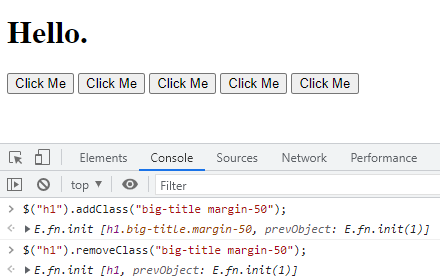 Hello.
Click Me Click Me Click Me Click Me Click Me
Elements Console Sources Network Performance
top Filter
$("h1").addClass("big-title margin-50");
E.fn.init [h1.big-title.margin-50, prevObject: E.fn.init(1)]
$("h1").removeClass("big-title margin-50");
E.fn.init [h1, prevObject: E.fn.init(1)]